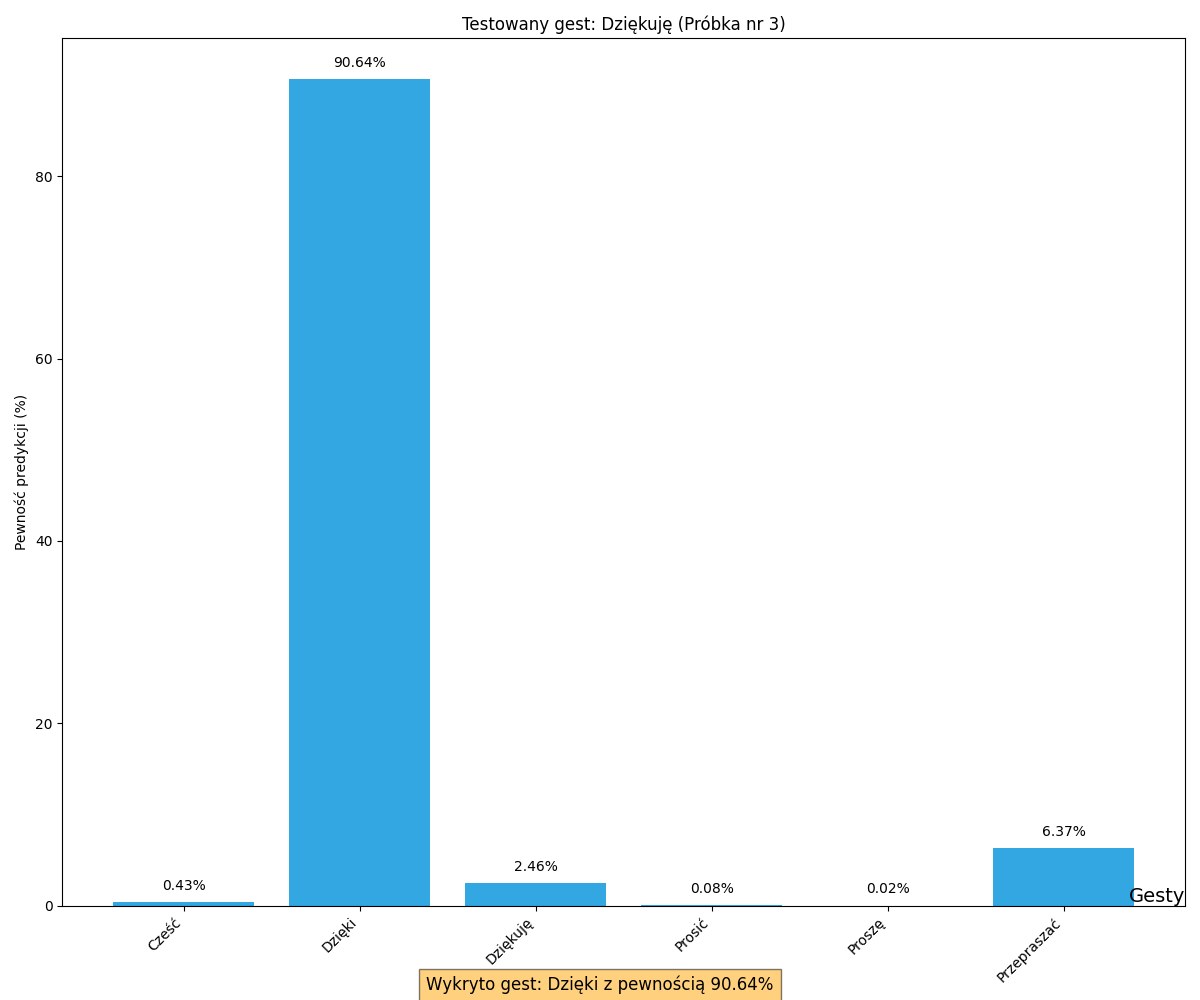 Testowany gest: Dziękuję (Próbka nr 3)
90.64%
80
60
Pewność predykcji (%)
40
20
6.37%
2.46%
0.43%
0.08%
0.02%
Gesty
0
Cześć
Dzięki
Dziękuję
Prosić
Proszę
Przepraszać
Wykryto gest: Dzięki z pewnością 90.64%